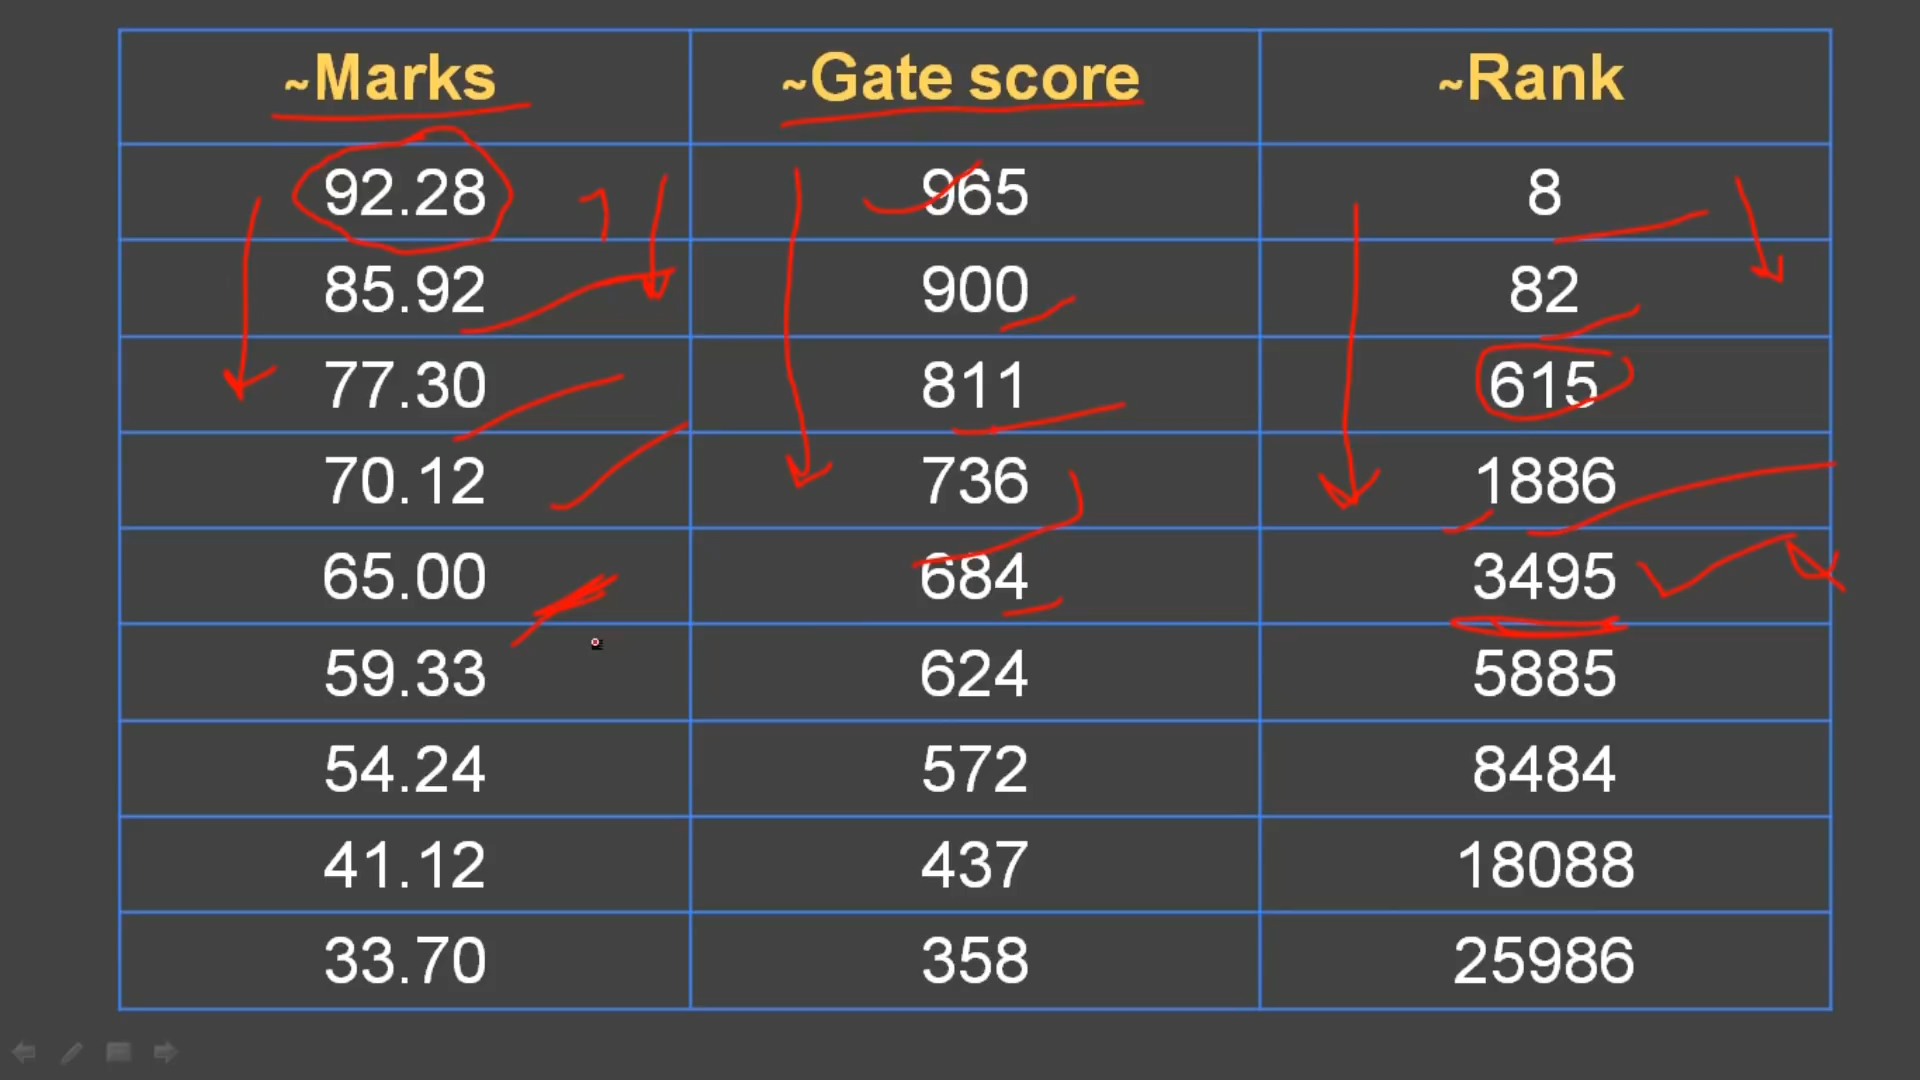 ~Marks ~Gate score ~Rank
92.28 965 8
85.92 900 82
77.30 811 615
70.12 736 1886
65.00 684 3495
59.33 624 5885
54.24 572 8484
41.12 437 18088
33.70 358 25986